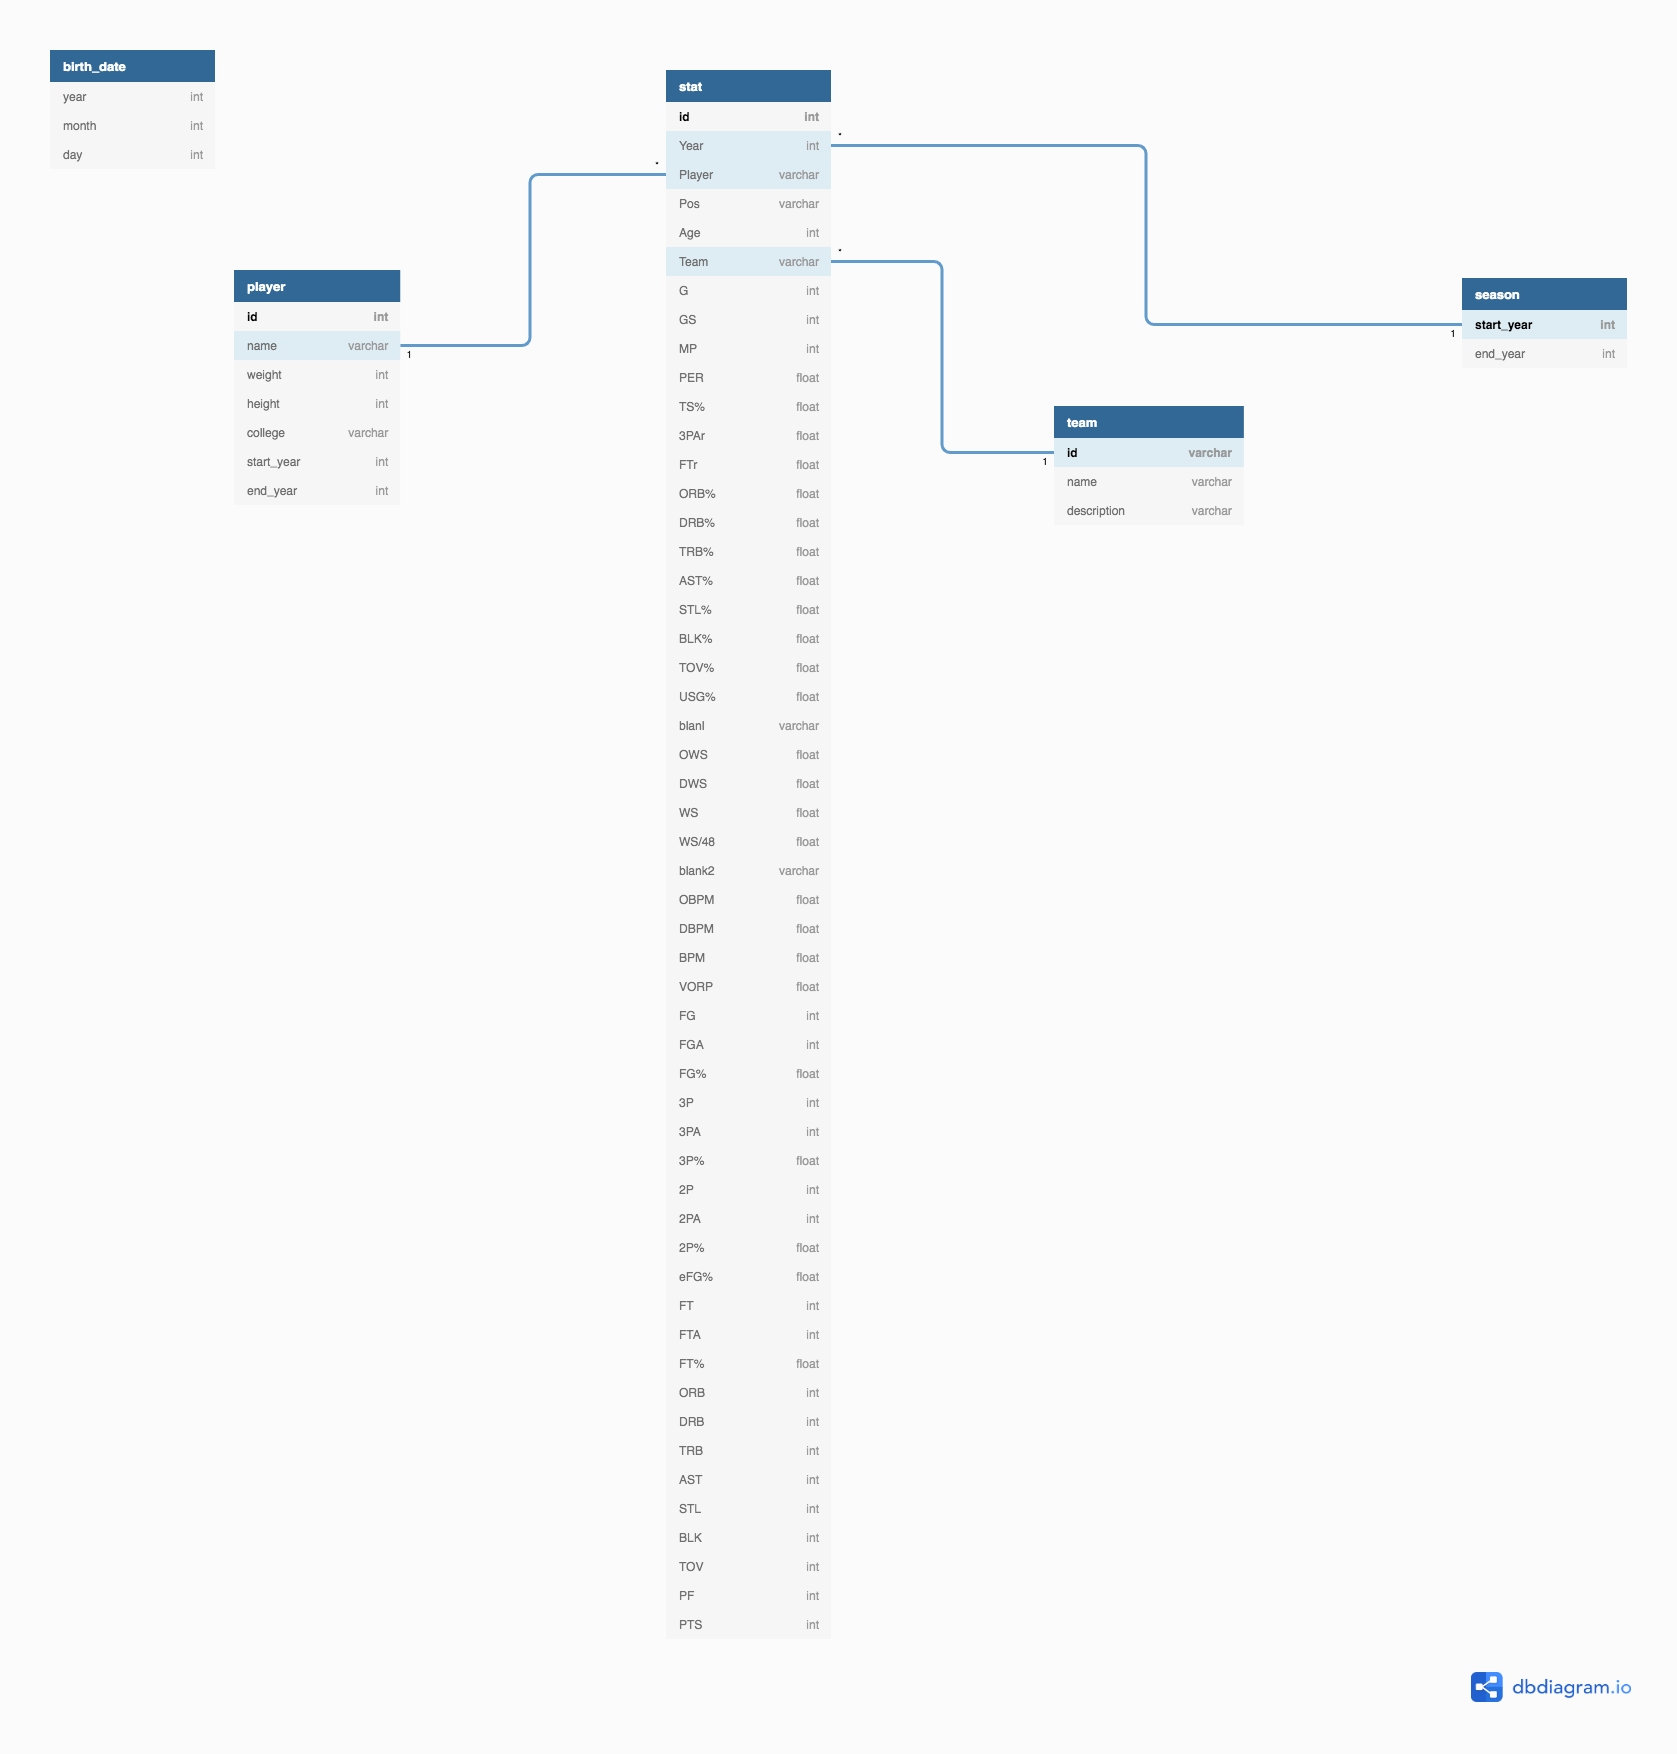 birth_date
year int
month int
day int
player
id int
name varchar
weight int
height int
college varchar
start_year int
end_year int
1
*
stat
id int
Year int
Player varchar
Pos varchar
Age int
Team varchar
G int
GS int
MP int
PER float
TS% float
3PAr float
FTr float
ORB% float
DRB% float
TRB% float
AST% float
STL% float
BLK% float
TOV% float
USG% float
blanl varchar
OWS float
DWS float
WS float
WS/48 float
blank2 varchar
OBPM float
DBPM float
BPM float
VORP float
FG int
FGA int
FG% float
3P int
3PA int
3P% float
2P int
2PA int
2P% float
eFG% float
FT int
FTA int
FT% float
ORB int
DRB int
TRB int
AST int
STL int
BLK int
TOV int
PF int
PTS int
*
*
1
team
id varchar
name varchar
description varchar
1
season
start_year int
end_year int
dbdiagram.io